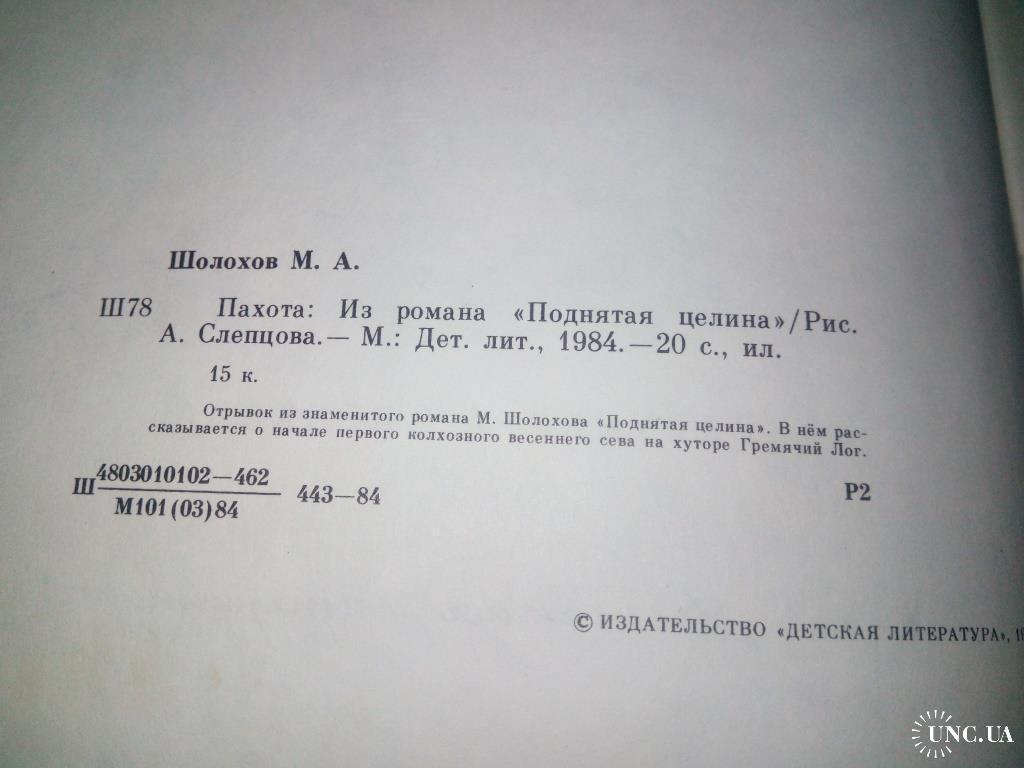 Шолохов М. А.
Ш78 Пахота: Из романа «Поднятая целина»/Рис.
А. Слепцова.— М.: Дет. лит., 1984.—20 с., ил.
15 к.
Отрывок из знаменитого романа М. Шолохова «Поднятая целина». В нём рас-
сказывается о начале первого колхозного весеннего сева на хуторе Гремячий Лог.
4803010102—462
Ш 443—84 Р2
М101(03)84
© ИЗДАТЕЛЬСТВО «ДЕТСКАЯ ЛИТЕРАТУРА»,
UNC.UA